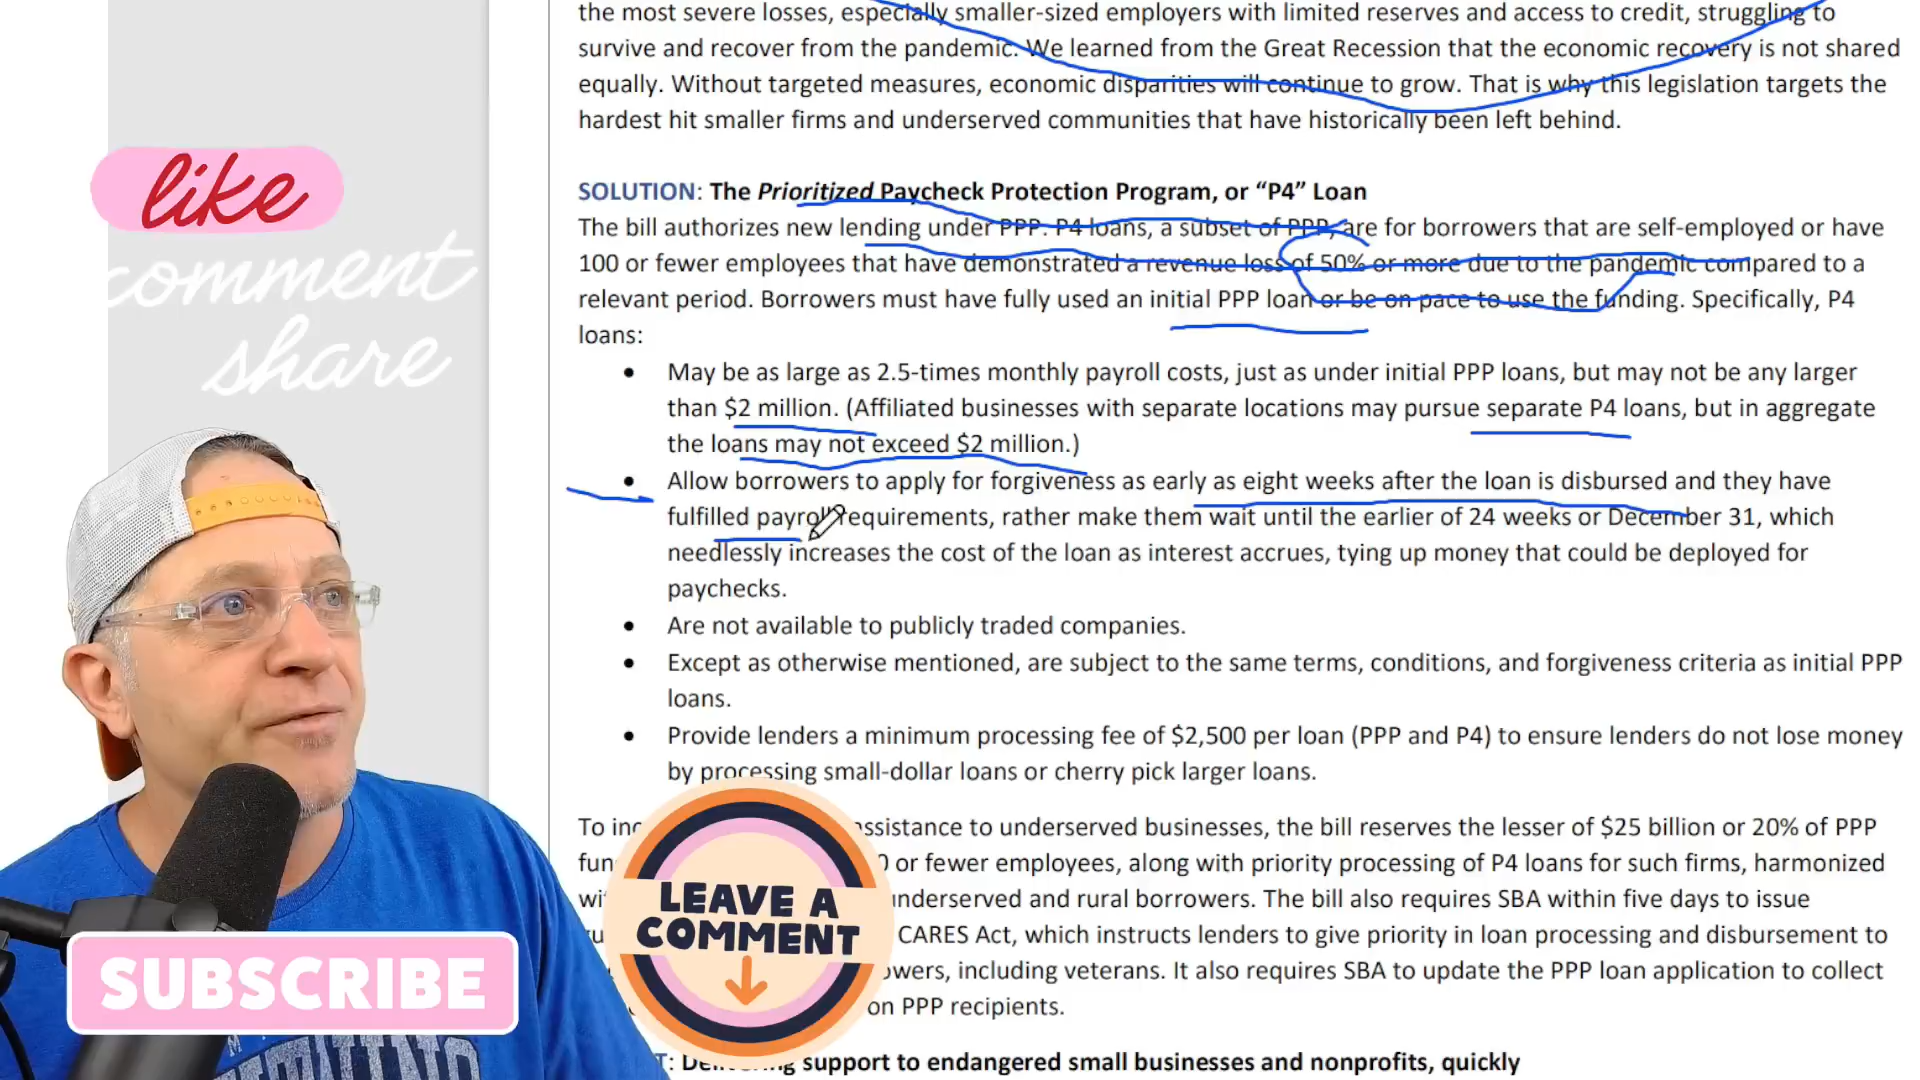 the most severe losses, especially smaller-sized employers with limited reserves and access to credit, struggling to
survive and recover from the pandemic. We learned from the Great Recession that the economic recovery is not shared
equally. Without targeted measures, economic disparities will continue to grow. That is why this legislation targets the
hardest hit smaller firms and underserved communities that have historically been left behind.
SOLUTION: The Prioritized Paycheck Protection Program, or “P4” Loan
The bill authorizes new lending under PPP. P4 loans, a subset of PPP, are for borrowers that are self-employed or have
100 or fewer employees that have demonstrated a revenue loss of 50% or more due to the pandemic compared to a
relevant period. Borrowers must have fully used an initial PPP loan or be on pace to use the funding. Specifically, P4
loans:
• May be as large as 2.5-times monthly payroll costs, just as under initial PPP loans, but may not be any larger
than $2 million. (Affiliated businesses with separate locations may pursue separate P4 loans, but in aggregate
the loans may not exceed $2 million.)
• Allow borrowers to apply for forgiveness as early as eight weeks after the loan is disbursed and they have
fulfilled payroll requirements, rather make them wait until the earlier of 24 weeks or December 31, which
needlessly increases the cost of the loan as interest accrues, tying up money that could be deployed for
paychecks.
• Are not available to publicly traded companies.
• Except as otherwise mentioned, are subject to the same terms, conditions, and forgiveness criteria as initial PPP
loans.
• Provide lenders a minimum processing fee of $2,500 per loan (PPP and P4) to ensure lenders do not lose money
by processing small-dollar loans or cherry pick larger loans.
To assistance to underserved businesses, the bill reserves the lesser of $25 billion or 20% of PPP
0 or fewer employees, along with priority processing of P4 loans for such firms, harmonized
underserved and rural borrowers. The bill also requires SBA within five days to issue
CARES Act, which instructs lenders to give priority in loan processing and disbursement to
including veterans. It also requires SBA to update the PPP loan application to collect
on PPP recipients.
support to endangered small businesses and nonprofits, quickly
like
comment
share
SUBSCRIBE
LEAVE A
COMMENT